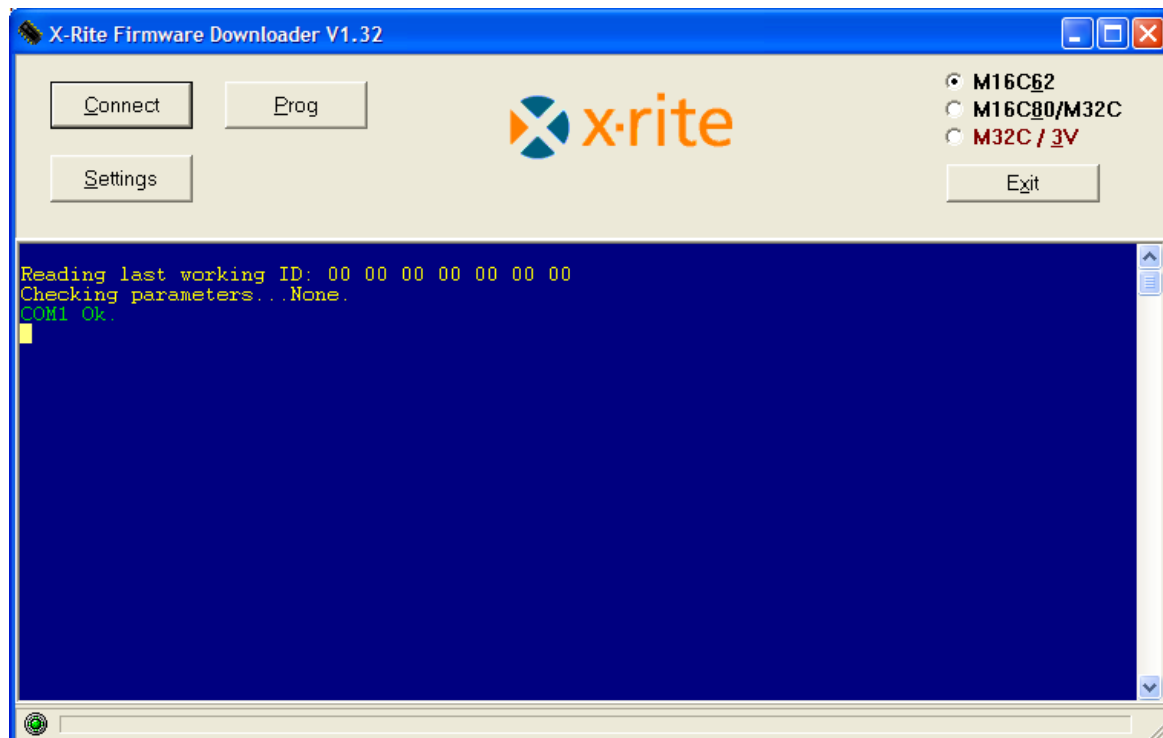 X-Rite Firmware Downloader V1.32
Connect
Prog
x·rite
M16C62
M16C80/M32C
M32C / 3V
Settings
Exit
Reading last working ID: 00 00 00 00 00 00 00
Checking parameters...None.
COM1 Ok.